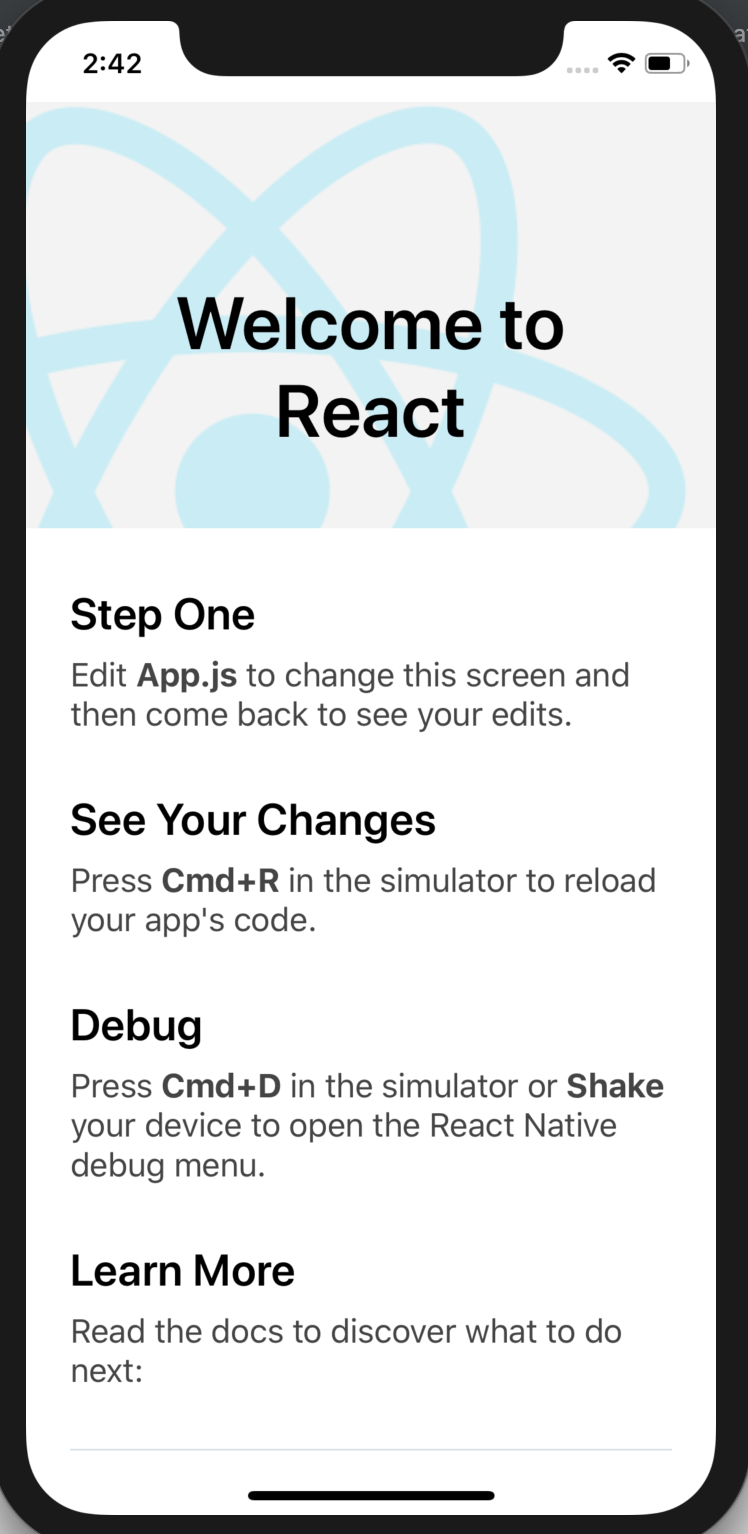 2:42
Welcome to
React
Step One
Edit App.js to change this screen and
then come back to see your edits.
See Your Changes
Press Cmd+R in the simulator to reload
your app's code.
Debug
Press Cmd+D in the simulator or Shake
your device to open the React Native
debug menu.
Learn More
Read the docs to discover what to do
next: